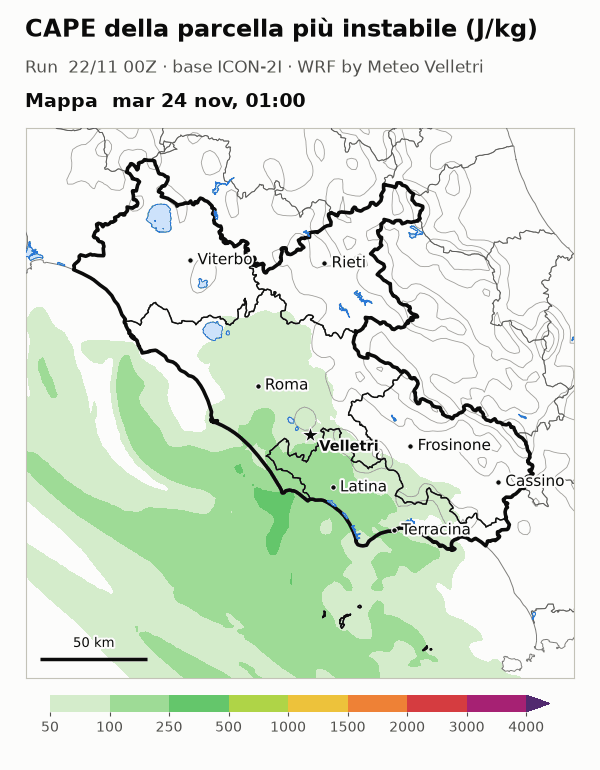 CAPE della parcella più instabile (J/kg)
Run  22/11 00Z · base ICON-2I · WRF by Meteo Velletri
Mappa  mar 24 nov, 01:00
Viterbo
Rieti
Roma
Velletri
Frosinone
Cassino
Latina
Terracina
50 km
50 100 250 500 1000 1500 2000 3000 4000